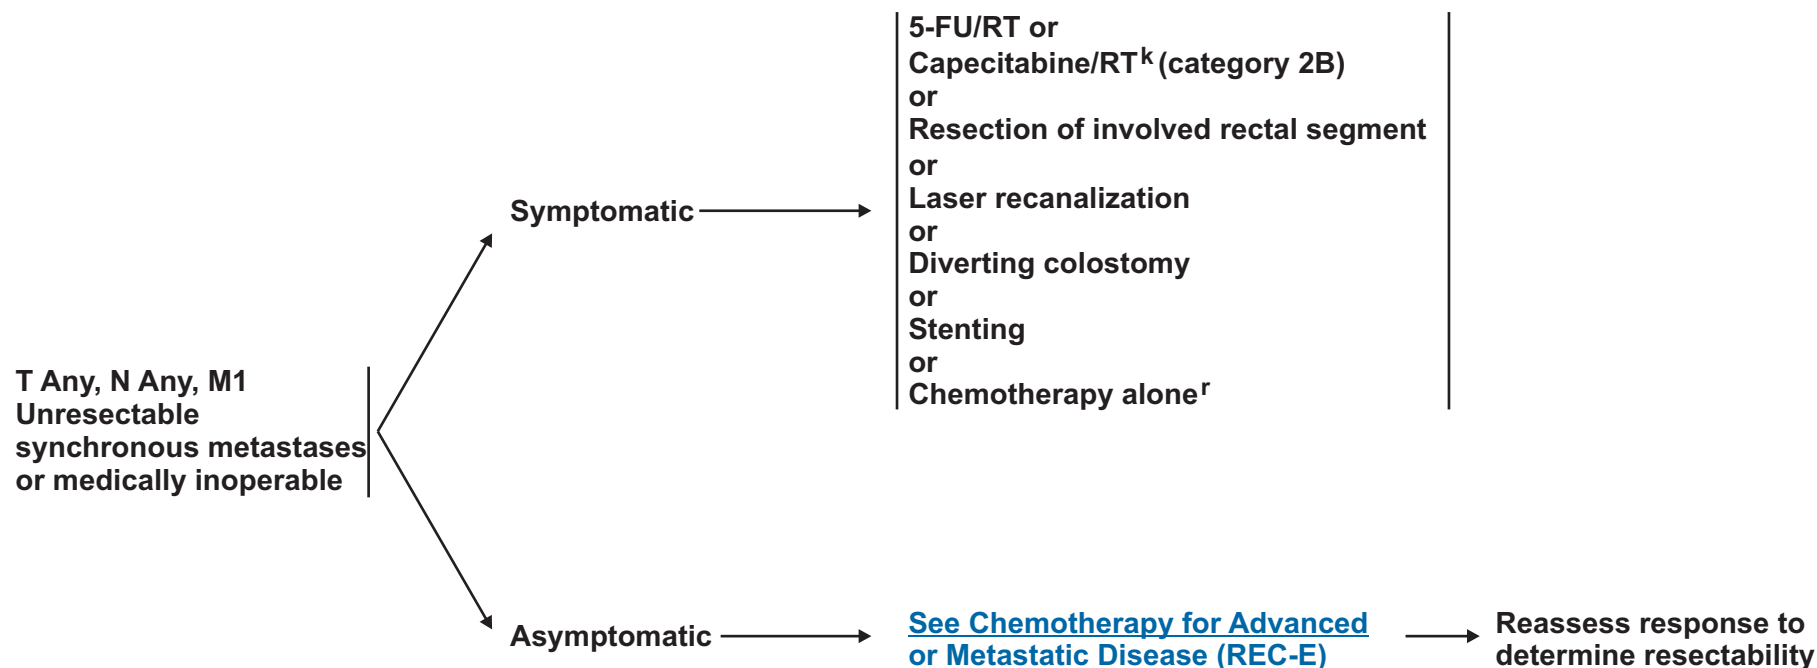 5-FU/RT or
Capecitabine/RTᵏ (category 2B)
or
Resection of involved rectal segment
or
Laser recanalization
or
Diverting colostomy
or
Stenting
or
Chemotherapy aloneʳ
Symptomatic
T Any, N Any, M1
Unresectable
synchronous metastases
or medically inoperable
Asymptomatic
See Chemotherapy for Advanced
or Metastatic Disease (REC-E)
Reassess response to
determine resectability